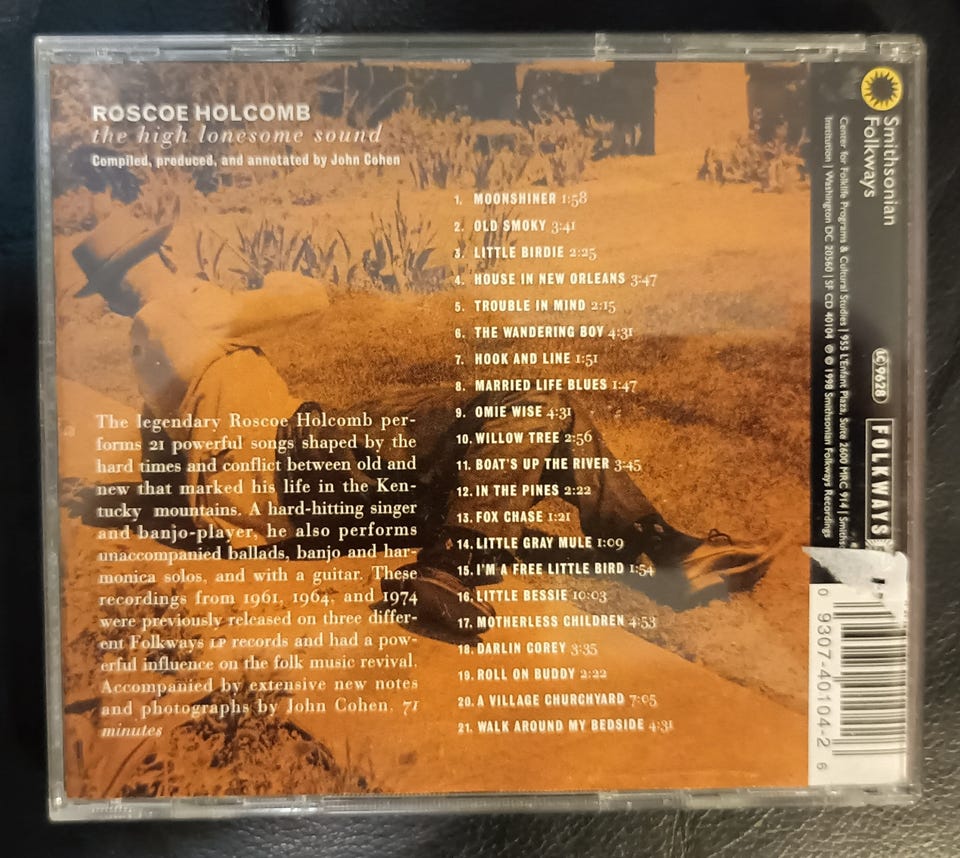 ROSCOE HOLCOMB
the high lonesome sound
Compiled, produced, and annotated by John Cohen
1. MOONSHINER 1:58
2. OLD SMOKY 3:41
3. LITTLE BIRDIE 2:25
4. HOUSE IN NEW ORLEANS 3:47
5. TROUBLE IN MIND 2:15
6. THE WANDERING BOY 4:31
7. HOOK AND LINE 1:51
8. MARRIED LIFE BLUES 1:47
9. OMIE WISE 4:31
10. WILLOW TREE 2:56
11. BOAT'S UP THE RIVER 3:45
12. IN THE PINES 2:22
13. FOX CHASE 1:21
14. LITTLE GRAY MULE 1:09
15. I'M A FREE LITTLE BIRD 1:54
16. LITTLE BESSIE 10:03
17. MOTHERLESS CHILDREN 4:53
18. DARLIN COREY 3:35
19. ROLL ON BUDDY 2:22
20. A VILLAGE CHURCHYARD 7:05
21. WALK AROUND MY BEDSIDE 4:31
The legendary Roscoe Holcomb per-
forms 21 powerful songs shaped by the
hard times and conflict between old and
new that marked his life in the Ken-
tucky mountains. A hard-hitting singer
and banjo-player, he also performs
unaccompanied ballads, banjo and har-
monica solos, and with a guitar. These
recordings from 1961, 1964, and 1974
were previously released on three differ-
ent Folkways LP records and had a pow-
erful influence on the folk music revival.
Accompanied by extensive new notes
and photographs by John Cohen. 71
minutes
Smithsonian
Folkways
Center for Folklife Programs & Cultural Studies | 955 L'Enfant Plaza, Suite 2600 MRC 914 | Smiths
Institution | Washington DC 20560 | SF CD 40104 ℗ © 1998 Smithsonian Folkways Recordings
LC 9628
FOLKWAYS
0 9307-40104-2 6